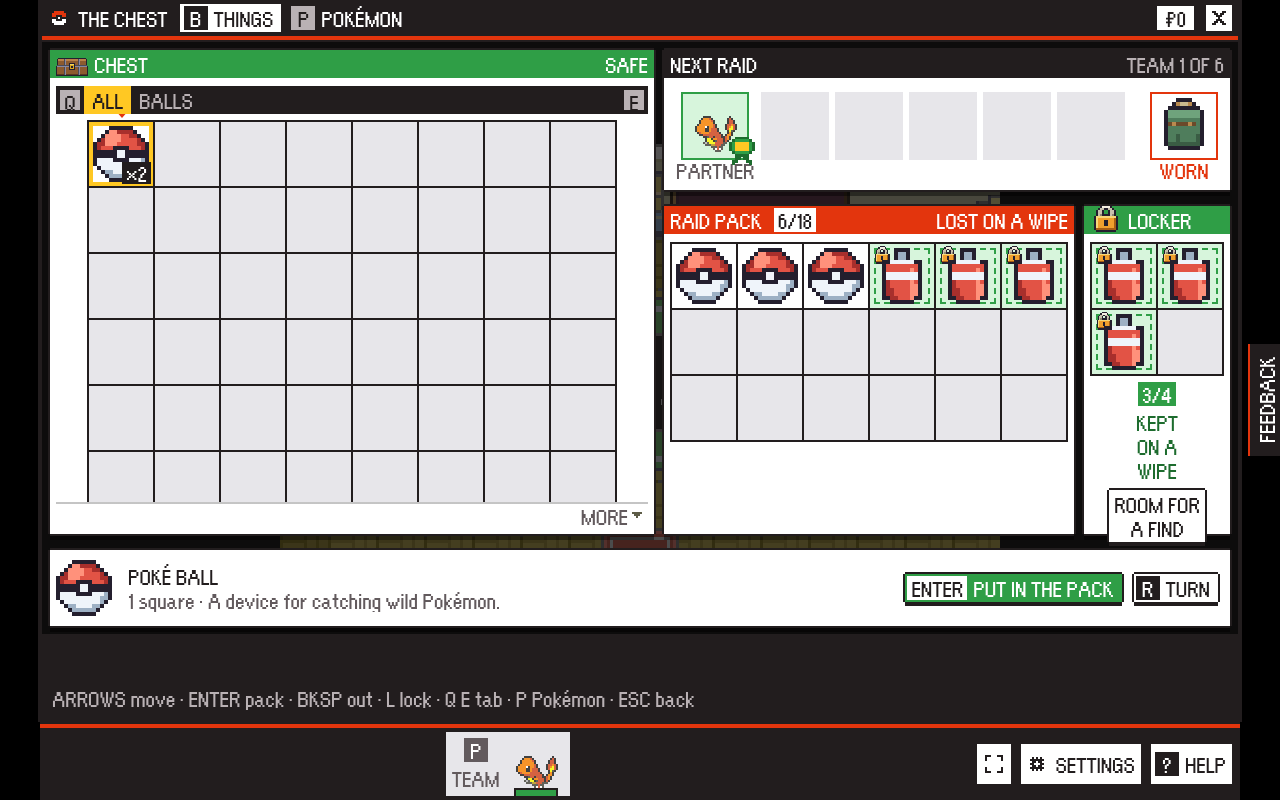 THE CHEST B THINGS P POKÉMON ₽0 X
CHEST SAFE
Q ALL BALLS E
×2
MORE
NEXT RAID TEAM 1 OF 6
PARTNER WORN
RAID PACK 6/18 LOST ON A WIPE
LOCKER
3/4
KEPT
ON A
WIPE
ROOM FOR
A FIND
FEEDBACK
POKÉ BALL
1 square · A device for catching wild Pokémon.
ENTER PUT IN THE PACK R TURN
ARROWS move · ENTER pack · BKSP out · L lock · Q E tab · P Pokémon · ESC back
P
TEAM
SETTINGS ? HELP